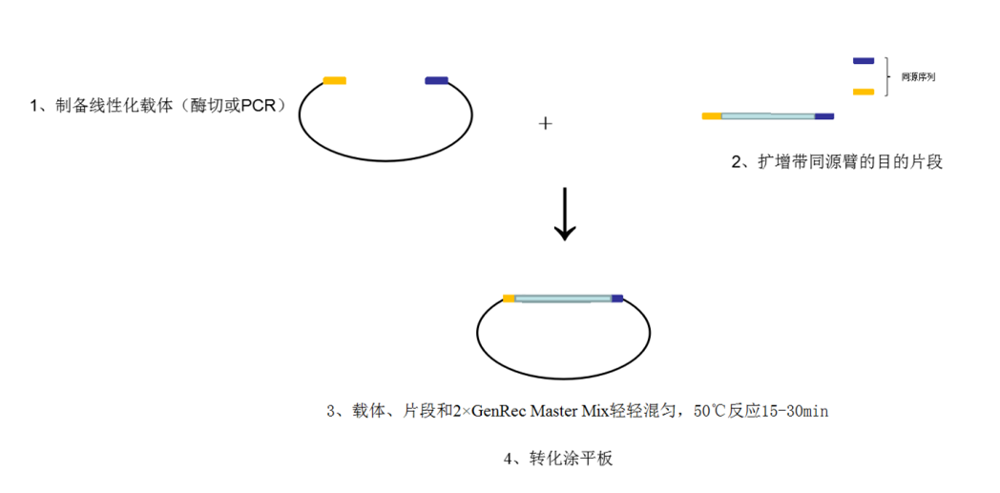 同源序列
1、制备线性化载体（酶切或PCR）
+
2、扩增带同源臂的目的片段
3、载体、片段和2×GenRec Master Mix轻轻混匀，50℃反应15-30min
4、转化涂平板